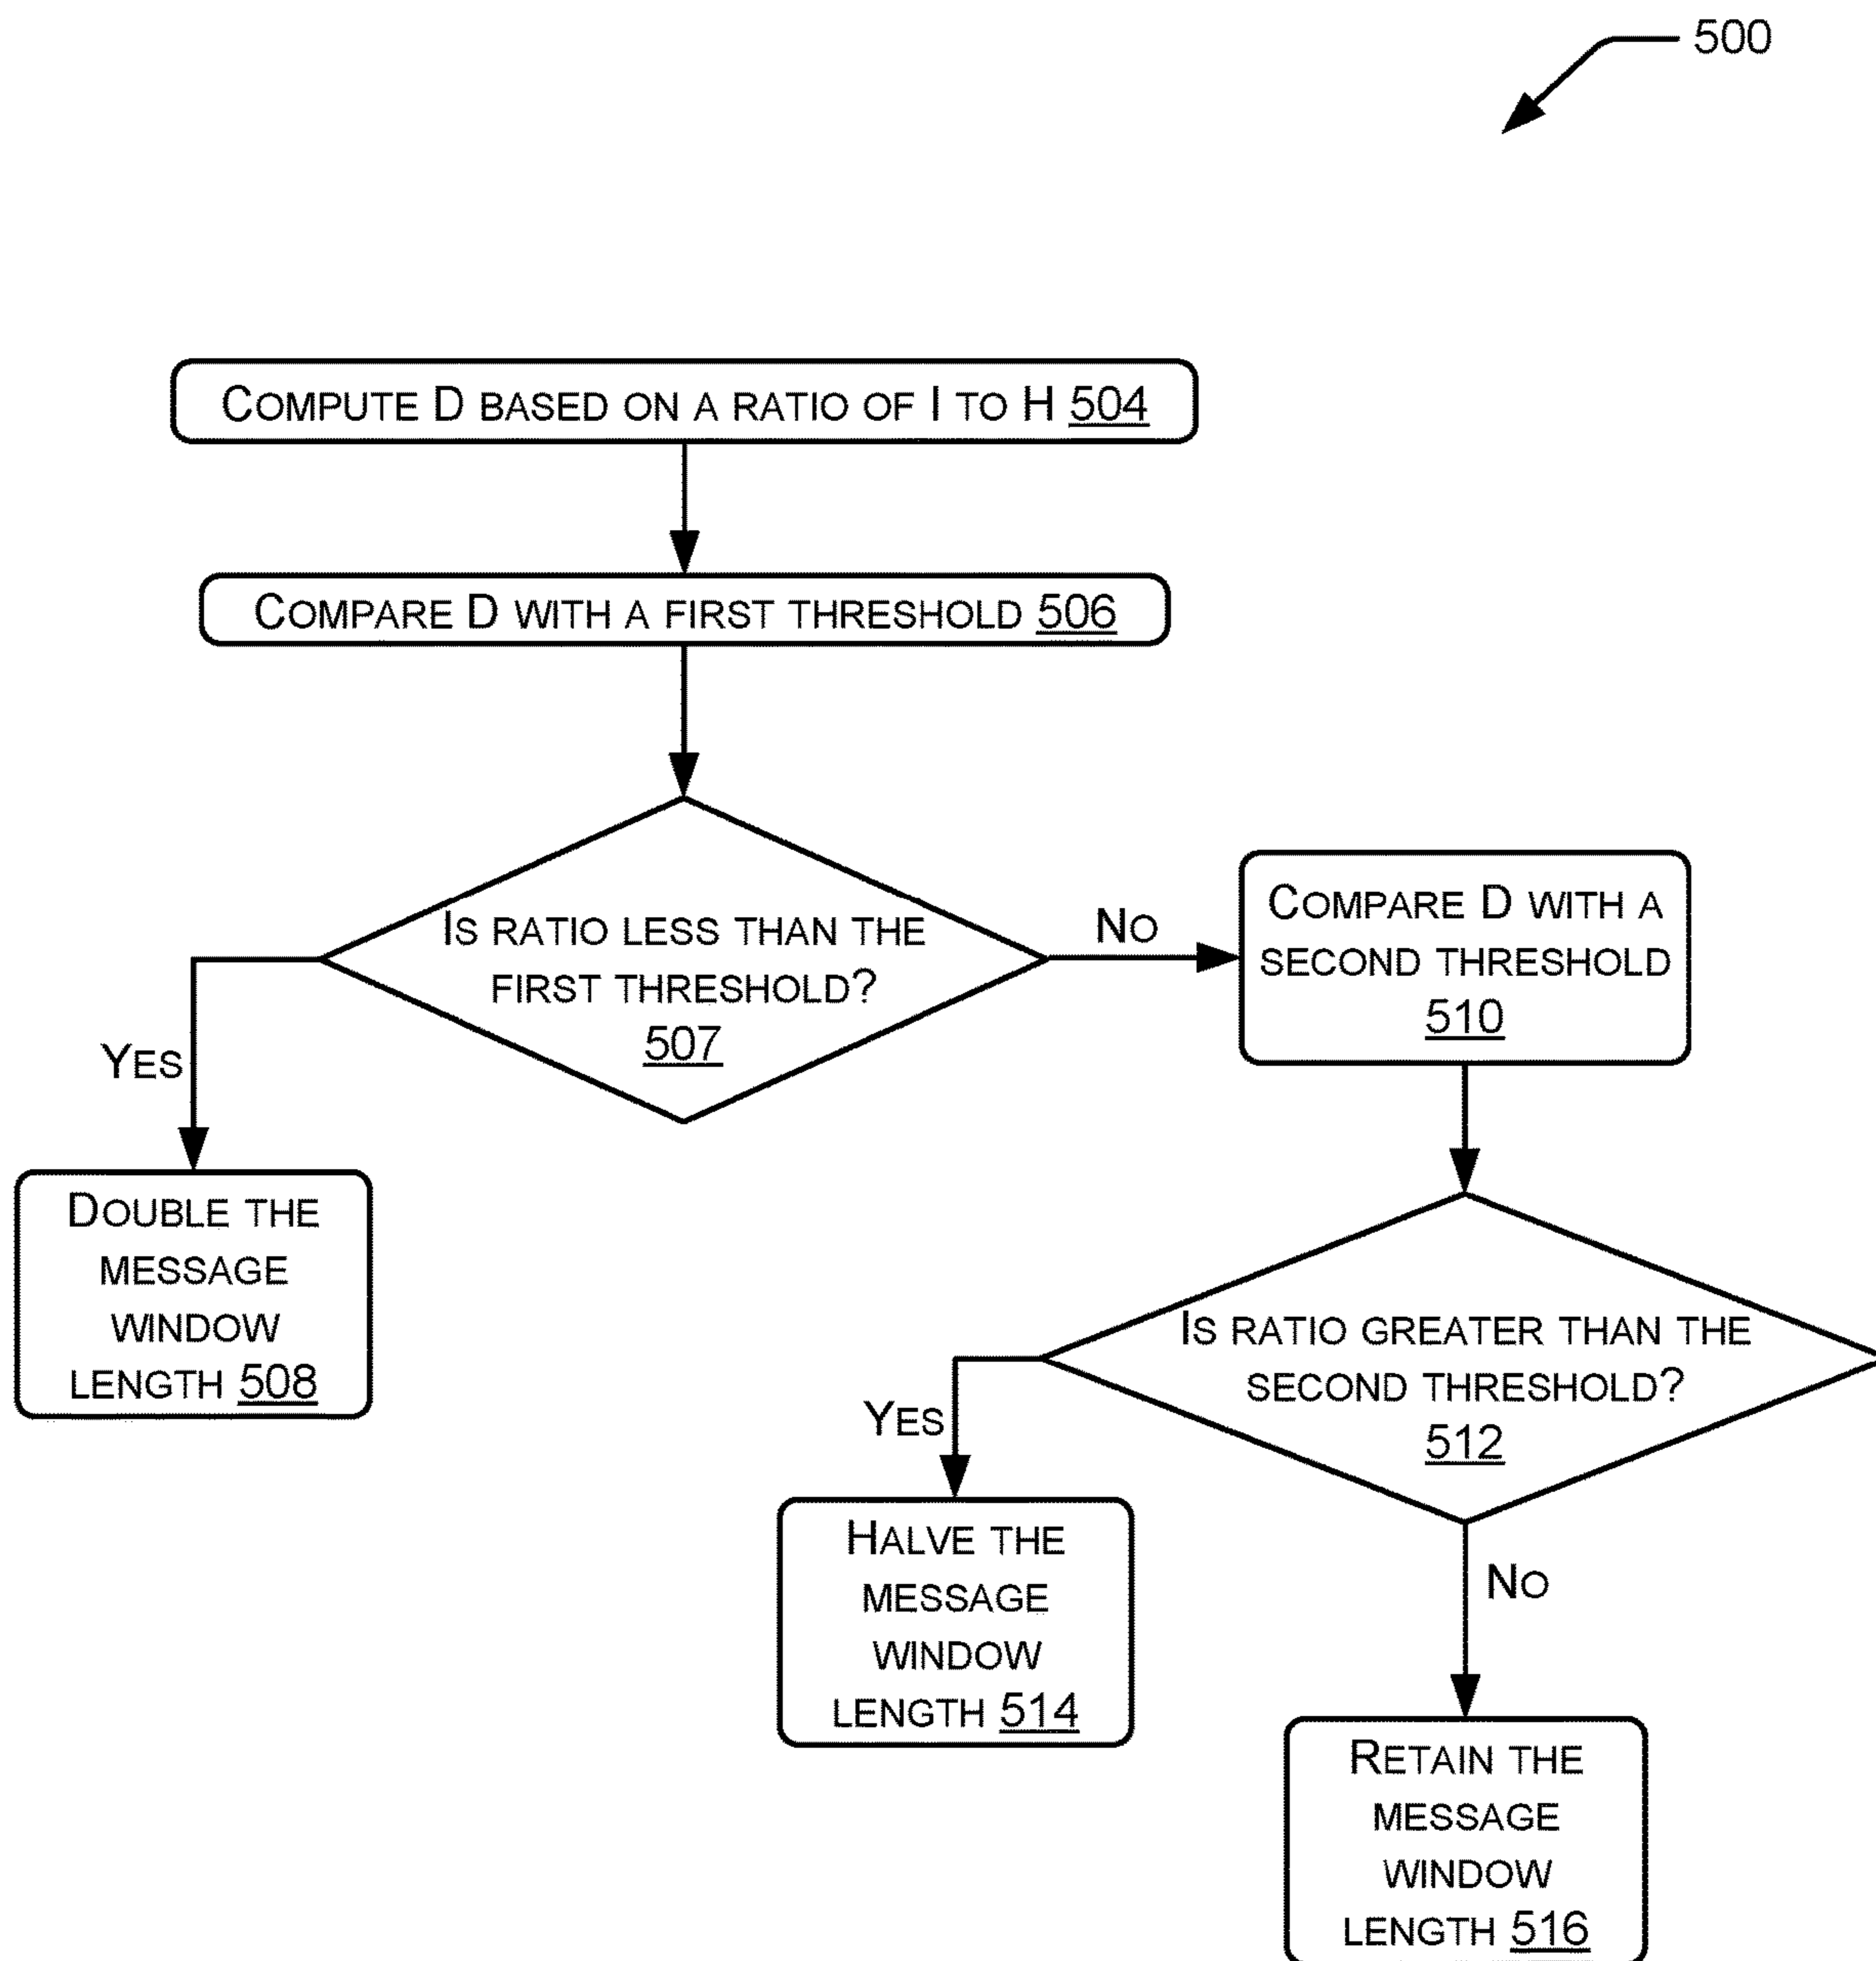 500
COMPUTE D BASED ON A RATIO OF I TO H 504
COMPARE D WITH A FIRST THRESHOLD 506
IS RATIO LESS THAN THE
FIRST THRESHOLD?
507
NO
COMPARE D WITH A
SECOND THRESHOLD
510
YES
DOUBLE THE
MESSAGE
WINDOW
LENGTH 508
IS RATIO GREATER THAN THE
SECOND THRESHOLD?
512
YES
HALVE THE
MESSAGE
WINDOW
LENGTH 514
NO
RETAIN THE
MESSAGE
WINDOW
LENGTH 516